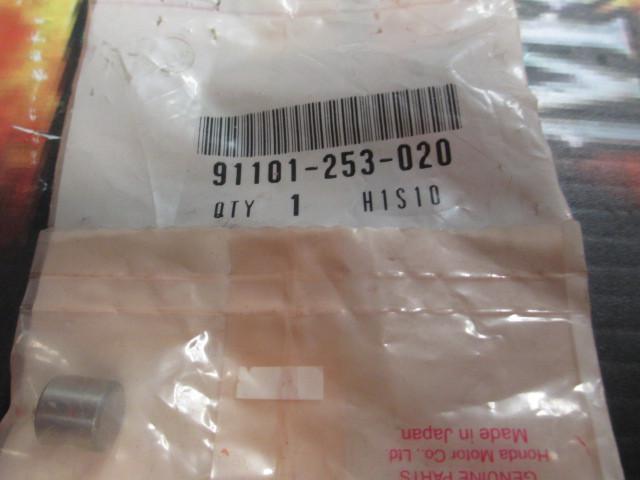 91101-253-020
QTY 1 H1S10
GENUINE PARTS
Honda Motor Co., Ltd
Made in Japan